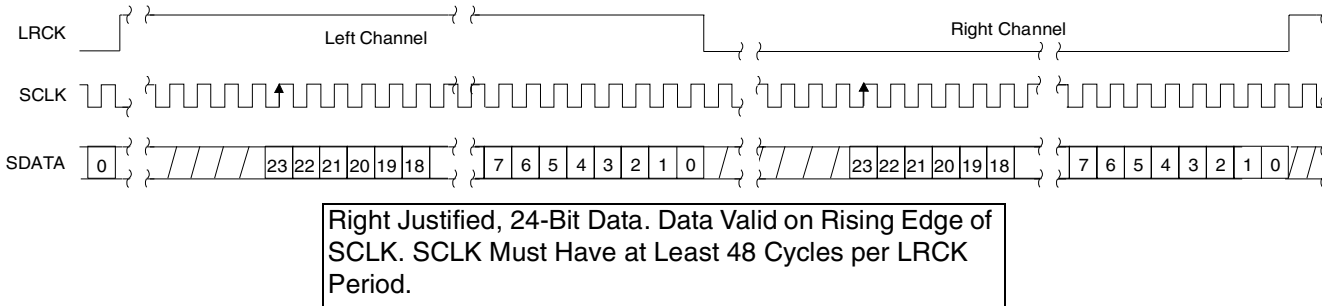 LRCK Left Channel Right Channel
SCLK
SDATA 0 23 22 21 20 19 18 7 6 5 4 3 2 1 0 23 22 21 20 19 18 7 6 5 4 3 2 1 0
Right Justified, 24-Bit Data. Data Valid on Rising Edge of
SCLK. SCLK Must Have at Least 48 Cycles per LRCK
Period.